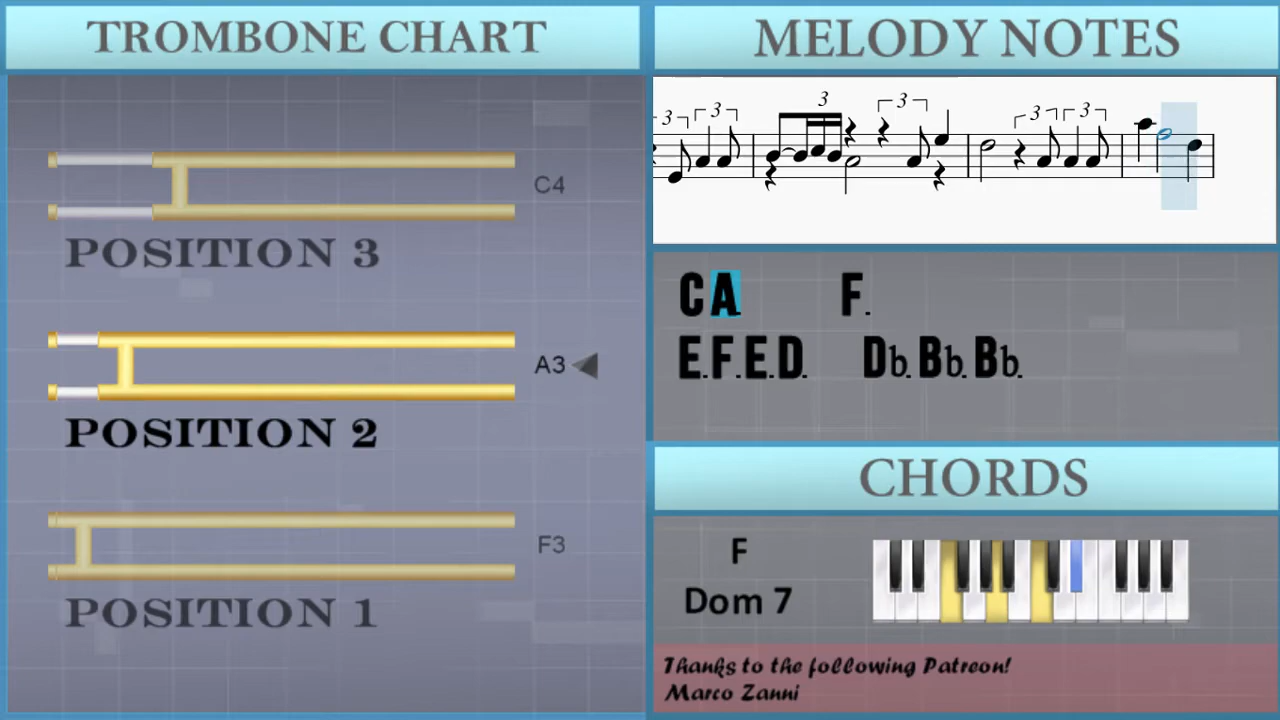 TROMBONE CHART
C4
POSITION 3
A3
POSITION 2
F3
POSITION 1
MELODY NOTES
3 3 3 3 3 3
C A. F.
E. F. E. D. Db. Bb. Bb.
CHORDS
F
Dom 7
Thanks to the following Patreon!
Marco Zanni